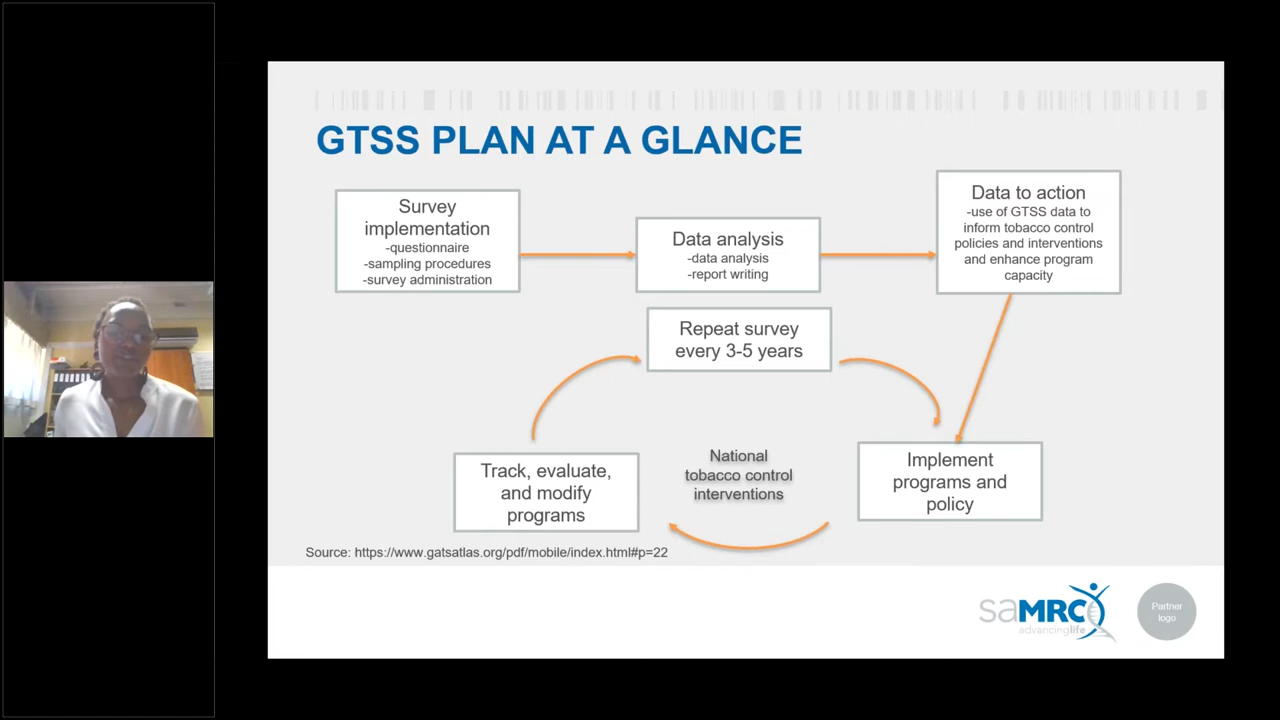 GTSS PLAN AT A GLANCE
Survey
implementation
-questionnaire
-sampling procedures
-survey administration
Data analysis
-data analysis
-report writing
Data to action
-use of GTSS data to
inform tobacco control
policies and interventions
and enhance program
capacity
Repeat survey
every 3-5 years
Track, evaluate,
and modify
programs
National
tobacco control
interventions
Implement
programs and
policy
Source: https://www.gatsatlas.org/pdf/mobile/index.html#p=22
saMRC
advancinglife
Partner
logo